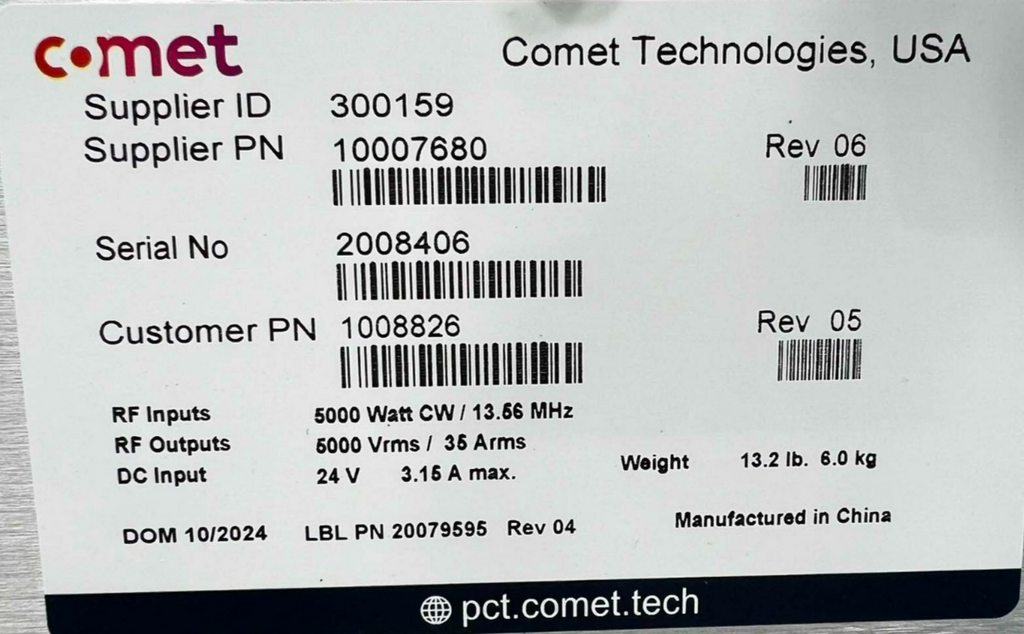 comet
Comet Technologies, USA
Supplier ID 300159
Supplier PN 10007680 Rev 06
Serial No 2008406
Customer PN 1008826 Rev 05
RF Inputs 5000 Watt CW / 13.56 MHz
RF Outputs 5000 Vrms / 35 Arms
DC Input 24 V 3.15 A max.
Weight 13.2 lb. 6.0 kg
DOM 10/2024 LBL PN 20079595 Rev 04
Manufactured in China
pct.comet.tech